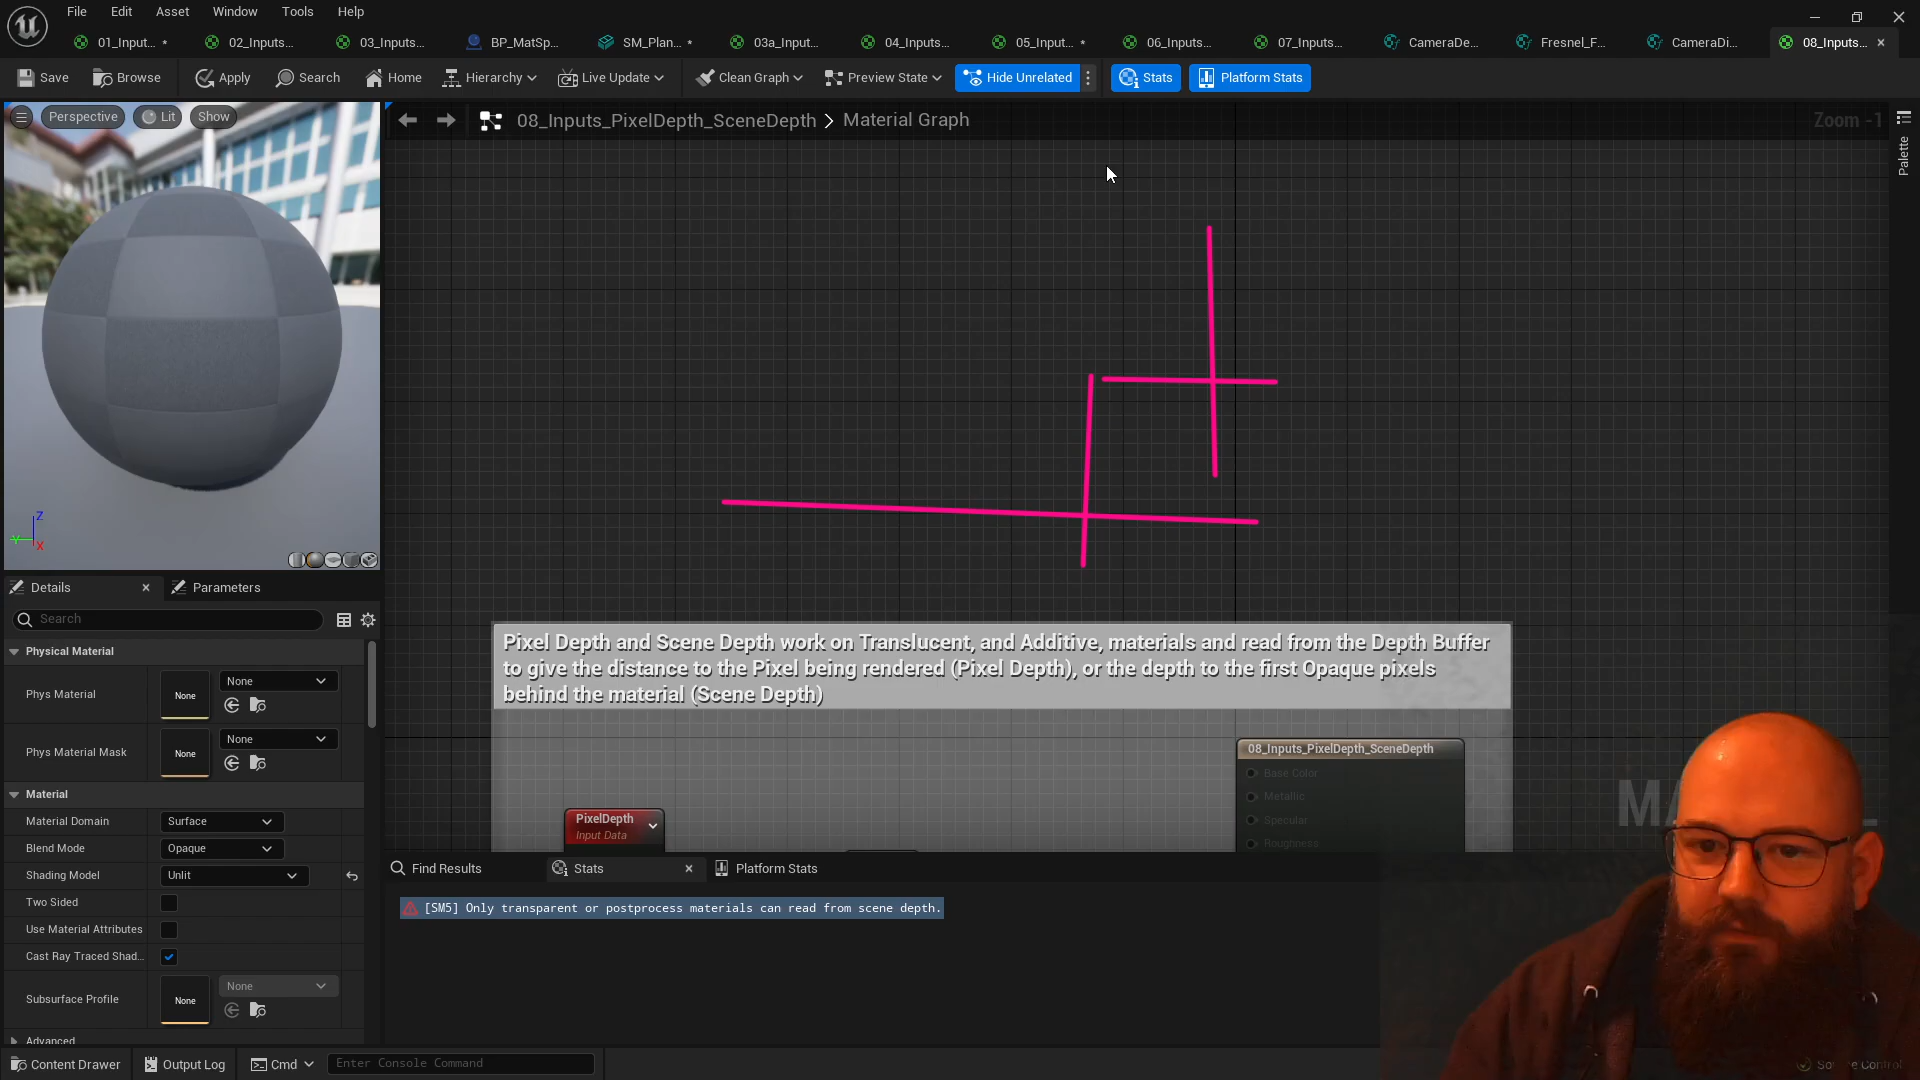 File Edit Asset Window Tools Help
01_Input... * 02_Inputs... 03_Inputs... BP_MatSp... SM_Plan... * 03a_Input... 04_Inputs... 05_Input... * 06_Inputs... 07_Inputs... CameraDe... Fresnel_F... CameraDi... 08_Inputs...
Save Browse Apply Search Home Hierarchy Live Update Clean Graph Preview State Hide Unrelated Stats Platform Stats
Perspective Lit Show
08_Inputs_PixelDepth_SceneDepth > Material Graph
Zoom -1
Palette
Z
Y
X
Details Parameters
Search
Physical Material
Phys Material None None
Phys Material Mask None None
Material
Material Domain Surface
Blend Mode Opaque
Shading Model Unlit
Two Sided
Use Material Attributes
Cast Ray Traced Shad...
Subsurface Profile None None
Advanced
Pixel Depth and Scene Depth work on Translucent, and Additive, materials and read from the Depth Buffer
to give the distance to the Pixel being rendered (Pixel Depth), or the depth to the first Opaque pixels
behind the material (Scene Depth)
PixelDepth
Input Data
08_Inputs_PixelDepth_SceneDepth
Base Color
Metallic
Specular
Roughness
Find Results Stats Platform Stats
[SM5] Only transparent or postprocess materials can read from scene depth.
Content Drawer Output Log Cmd Enter Console Command